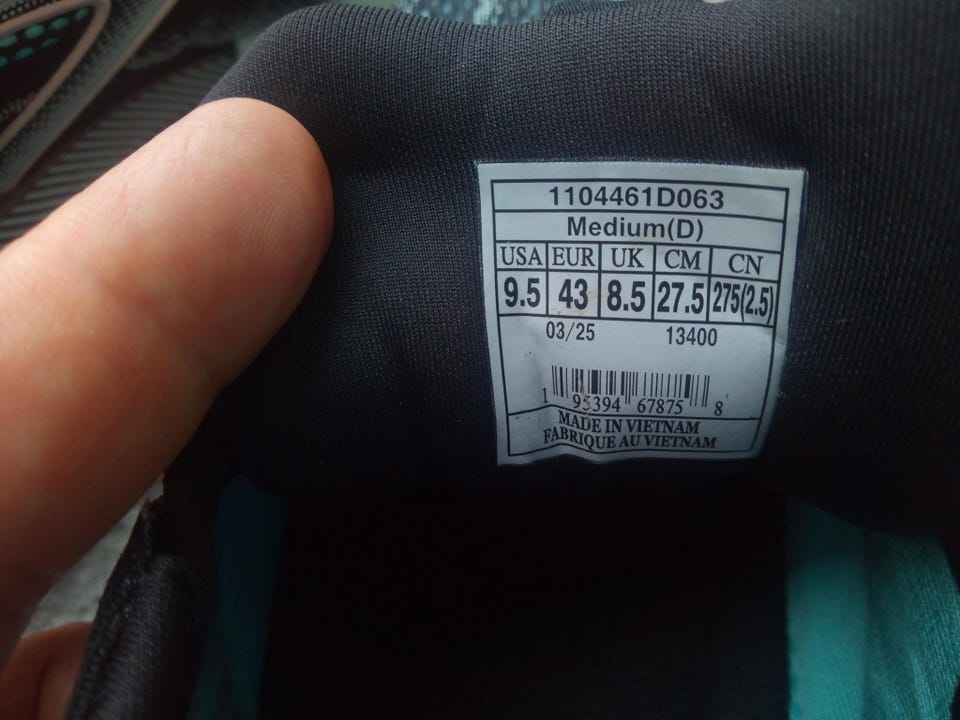 1104461D063
Medium(D)
USA EUR UK CM CN
9.5 43 8.5 27.5 275(2.5)
03/25 13400
1 95394 67875 8
MADE IN VIETNAM
FABRIQUE AU VIETNAM